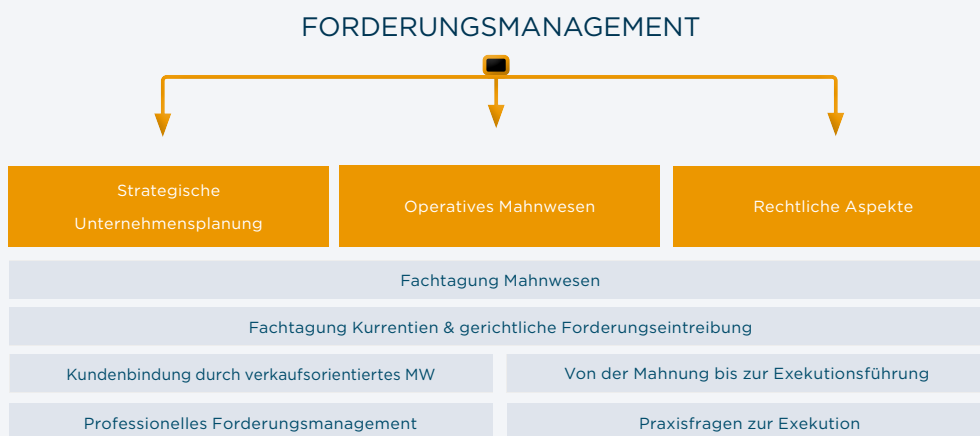 FORDERUNGSMANAGEMENT
Strategische
Unternehmensplanung
Operatives Mahnwesen
Rechtliche Aspekte
Fachtagung Mahnwesen
Fachtagung Kurrentien & gerichtliche Forderungseintreibung
Kundenbindung durch verkaufsorientiertes MW
Von der Mahnung bis zur Exekutionsführung
Professionelles Forderungsmanagement
Praxisfragen zur Exekution